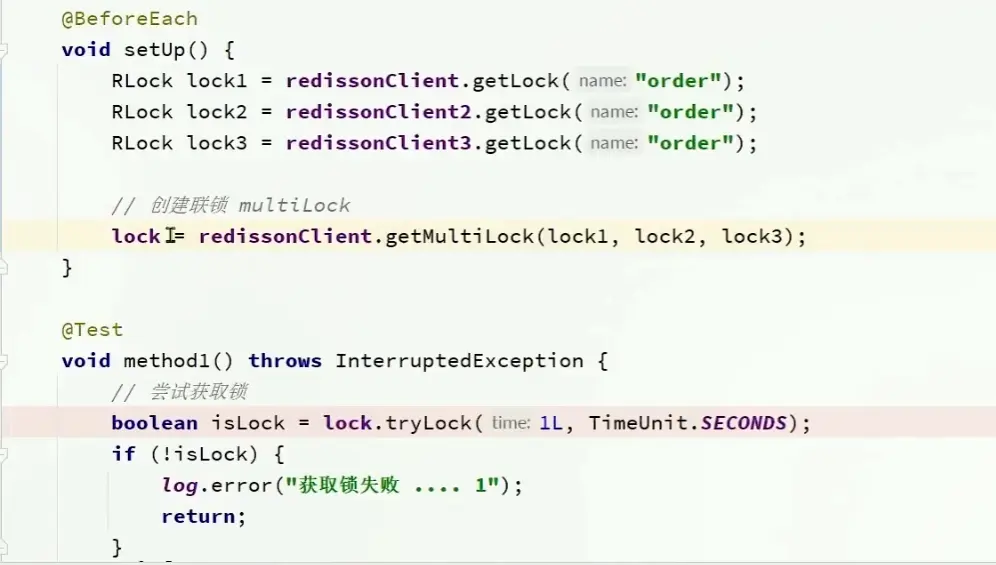 @BeforeEach
void setUp() {
RLock lock1 = redissonClient.getLock( name: "order");
RLock lock2 = redissonClient2.getLock( name: "order");
RLock lock3 = redissonClient3.getLock( name: "order");
// 创建联锁 multiLock
lock = redissonClient.getMultiLock(lock1, lock2, lock3);
}
@Test
void method1() throws InterruptedException {
// 尝试获取锁
boolean isLock = lock.tryLock( time: 1L, TimeUnit.SECONDS);
if (!isLock) {
log.error("获取锁失败 .... 1");
return;
}